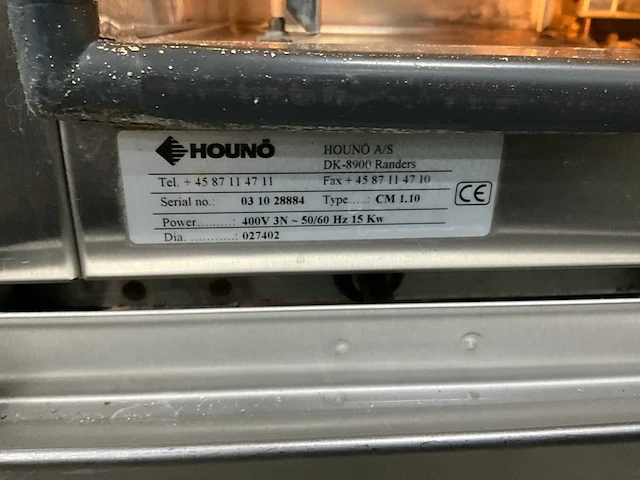 HOUNÖ HOUNÖ A/S
DK-8900 Randers
Tel. + 45 87 11 47 11 Fax + 45 87 11 47 10
Serial no.: 03 10 28884 Type.....: CM 1.10
Power.........: 400V 3N ~ 50/60 Hz 15 Kw
Dia. ............: 027402
CE